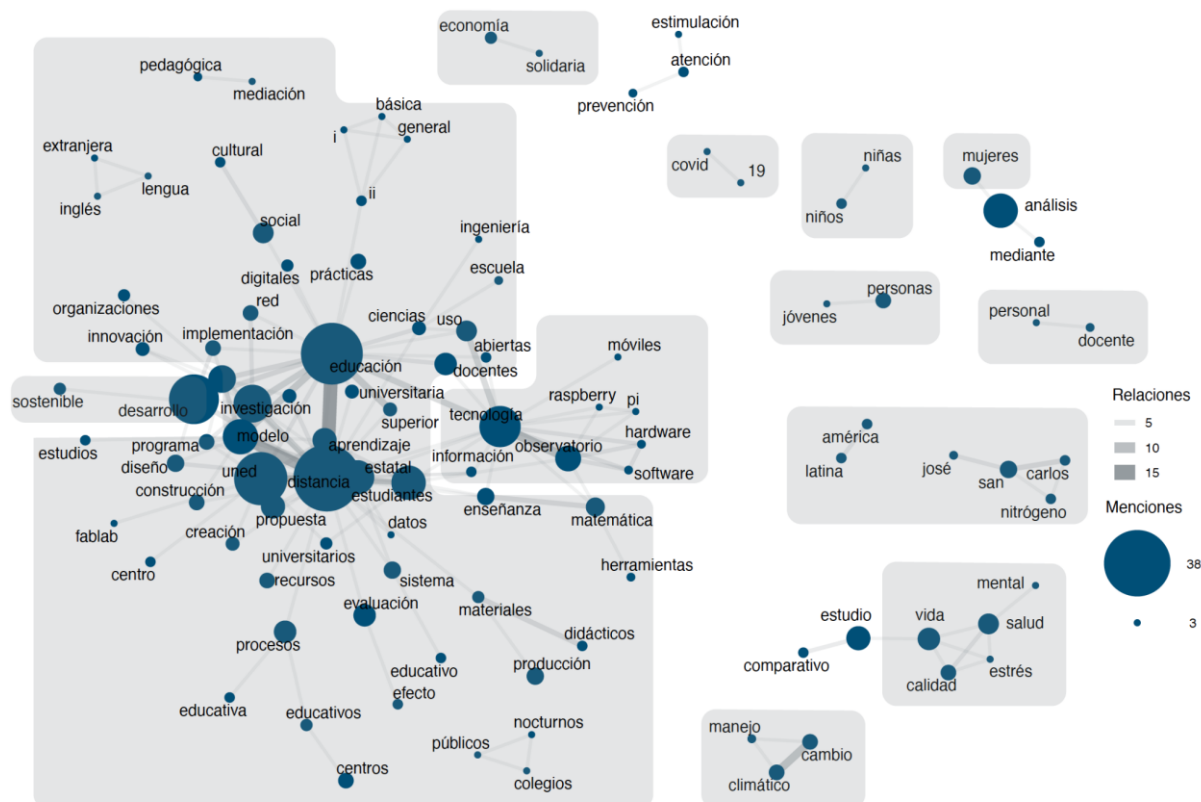 economía
solidaria
estimulación
atención
prevención
pedagógica
mediación
básica
i
general
ii
extranjera
lengua
inglés
cultural
social
digitales
prácticas
ingeniería
escuela
covid
19
niñas
niños
mujeres
análisis
mediante
organizaciones
red
innovación
implementación
ciencias
uso
abiertas
docentes
educación
jóvenes
personas
personal
docente
móviles
raspberry
pi
hardware
software
tecnología
observatorio
información
sostenible
desarrollo
investigación
universitaria
superior
modelo
aprendizaje
estudios
programa
diseño
uned
distancia
estatal
estudiantes
enseñanza
matemática
herramientas
construcción
propuesta
datos
fablab
creación
universitarios
centro
recursos
sistema
evaluación
materiales
didácticos
procesos
educativo
producción
efecto
educativa
educativos
nocturnos
públicos
colegios
centros
américa
latina
josé
san
carlos
nitrógeno
Relaciones
5
10
15
Menciones
38
3
mental
estudio
vida
salud
comparativo
calidad
estrés
manejo
cambio
climático